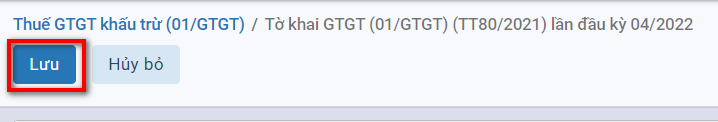 Thuế GTGT khấu trừ (01/GTGT) / Tờ khai GTGT (01/GTGT) (TT80/2021) lần đầu kỳ 04/2022
Lưu Hủy bỏ